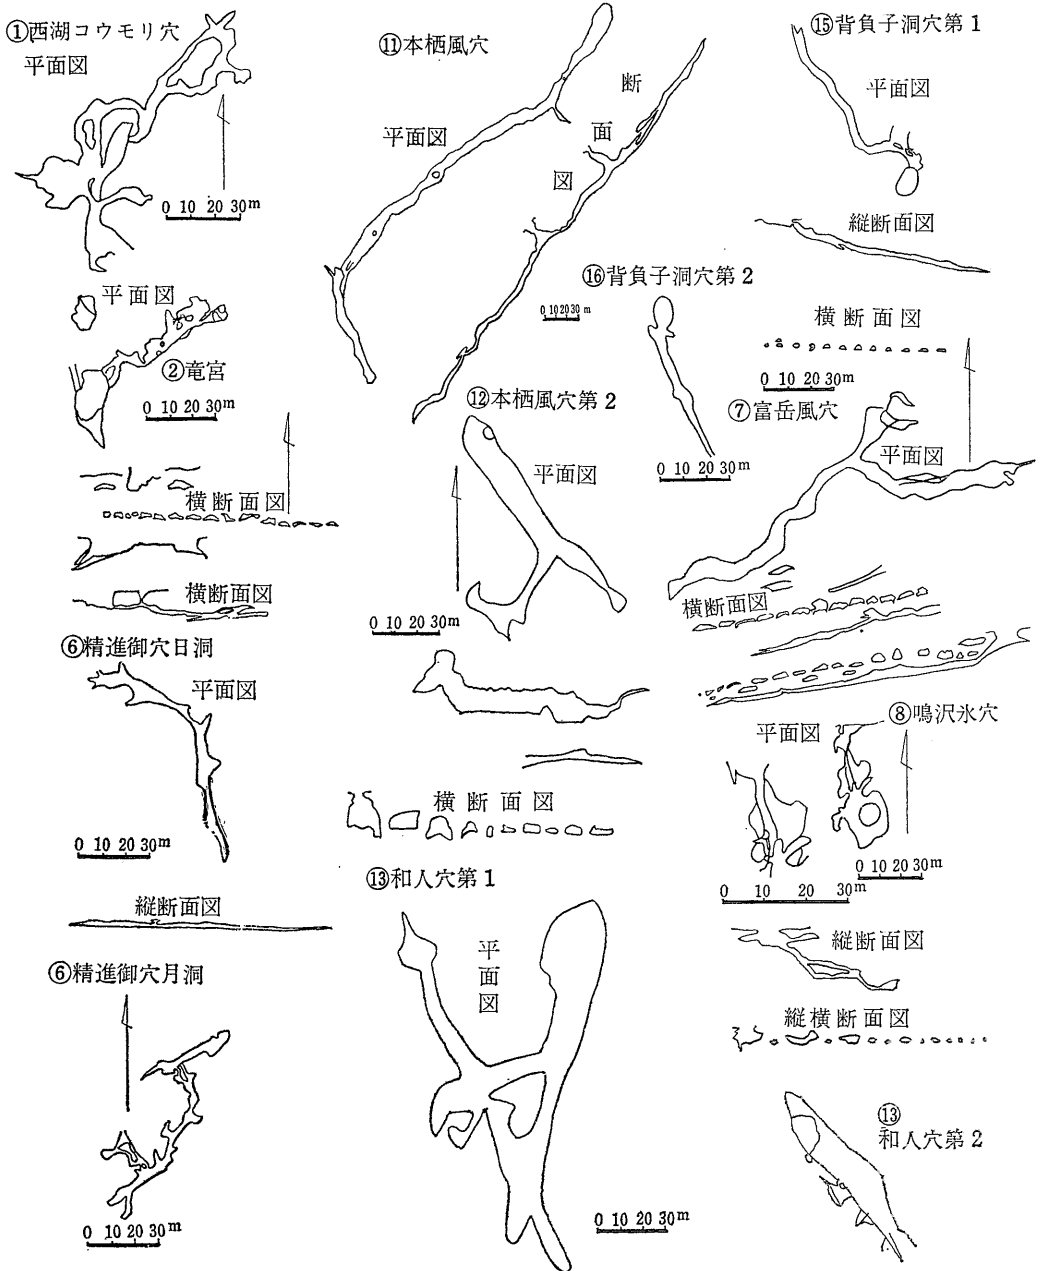 ①西湖コウモリ穴
平面図
0 10 20 30m
平面図
②竜宮
0 10 20 30m
横断面図
横断面図
⑥精進御穴日洞
平面図
0 10 20 30m
縦断面図
⑥精進御穴月洞
0 10 20 30m
⑪本栖風穴
平面図
断面図
0 10 20 30 m
⑫本栖風穴第2
平面図
0 10 20 30m
横断面図
⑬和人穴第1
平面図
0 10 20 30m
⑮背負子洞穴第1
平面図
縦断面図
横断面図
0 10 20 30m
⑯背負子洞穴第2
0 10 20 30m
⑦富岳風穴
平面図
横断面図
⑧鳴沢氷穴
平面図
0 10 20 30m
0 10 20 30m
縦断面図
縦横断面図
⑬
和人穴第2